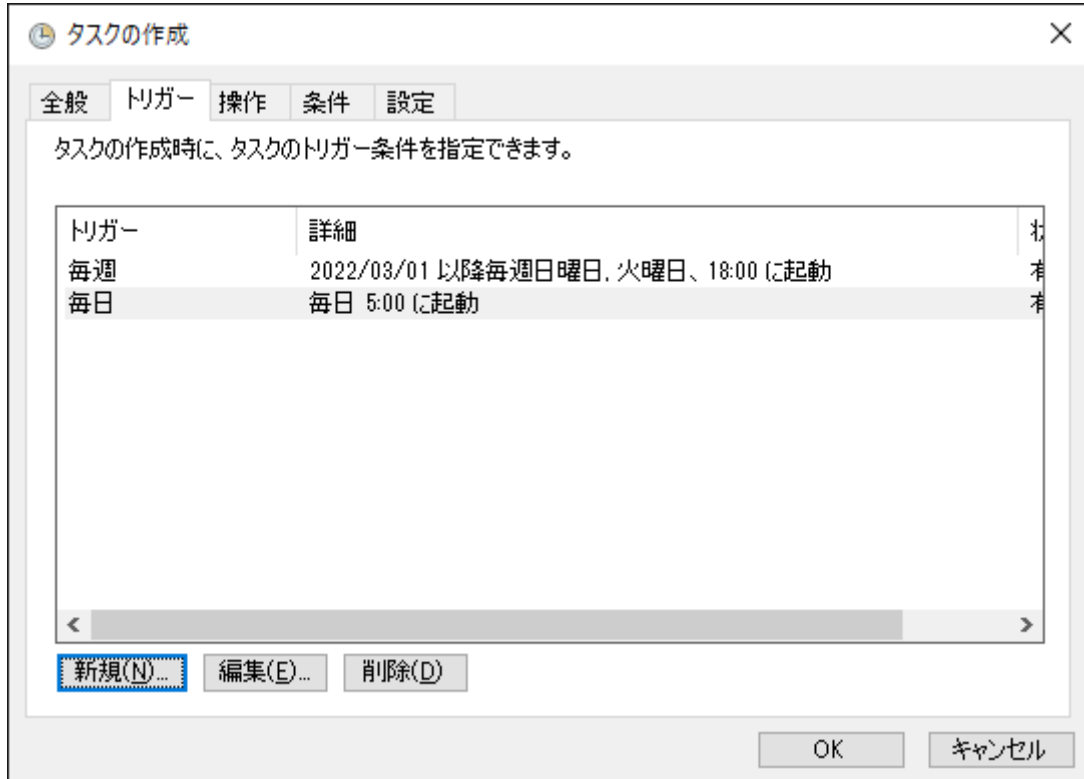 タスクの作成
全般 トリガー 操作 条件 設定
タスクの作成時に、タスクのトリガー条件を指定できます。
トリガー 詳細
毎週 2022/03/01 以降毎週日曜日, 火曜日、 18:00 に起動
毎日 毎日 5:00 に起動
新規(N)... 編集(E)... 削除(D)
OK キャンセル